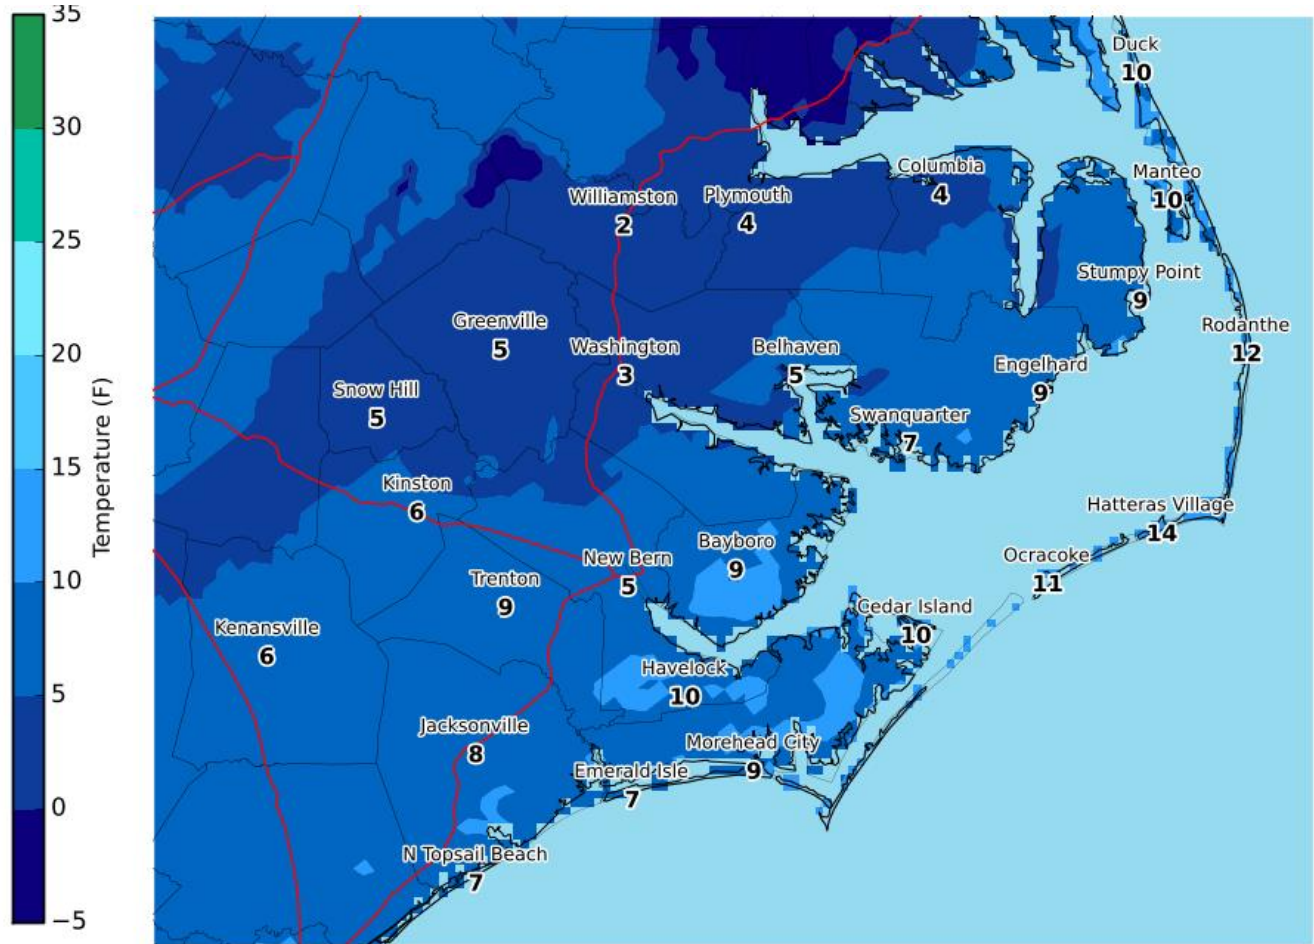 35
30
25
20
15
10
5
0
−5
Temperature (F)
Duck
10
Columbia
4
Manteo
10
Williamston
2
Plymouth
4
Stumpy Point
9
Greenville
5
Washington
3
Belhaven
5
Rodanthe
12
Engelhard
9
Snow Hill
5
Swanquarter
7
Kinston
6
Hatteras Village
14
Bayboro
9
New Bern
5
Ocracoke
11
Trenton
9
Cedar Island
10
Kenansville
6
Havelock
10
Jacksonville
8
Morehead City
9
Emerald Isle
7
N Topsail Beach
7